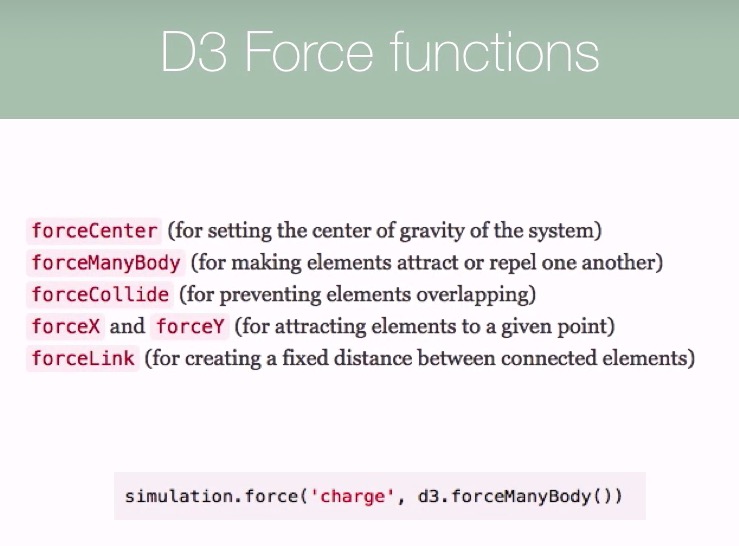 D3 Force functions
forceCenter (for setting the center of gravity of the system)
forceManyBody (for making elements attract or repel one another)
forceCollide (for preventing elements overlapping)
forceX and forceY (for attracting elements to a given point)
forceLink (for creating a fixed distance between connected elements)
simulation.force('charge', d3.forceManyBody())